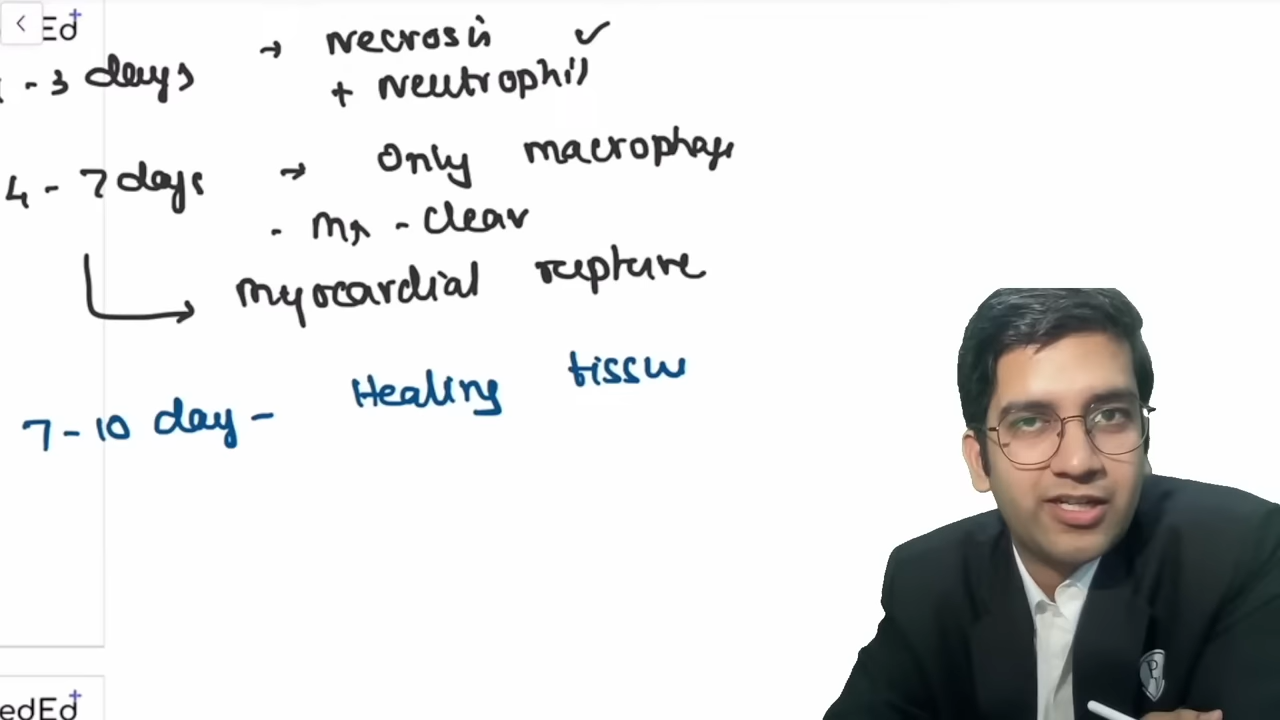 Ed+
- 3 days → necrosis ✓
+ neutrophil
4 - 7 days → Only macrophage
- - clear
myocardial rupture
7 - 10 day - Healing tissue
edEd+